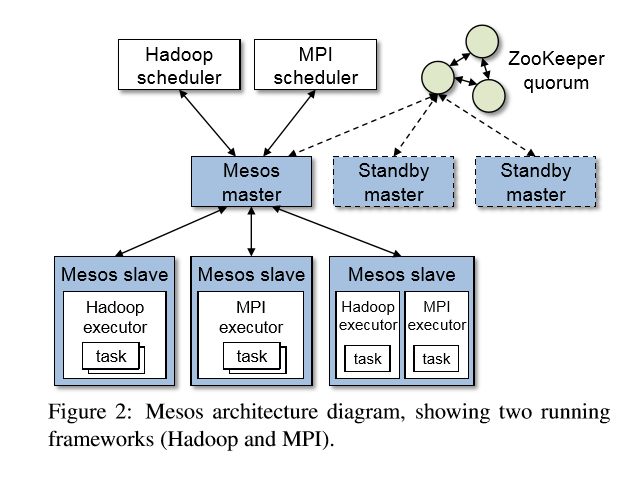 Hadoop
scheduler
MPI
scheduler
ZooKeeper
quorum
Mesos
master
Standby
master
Standby
master
Mesos slave
Hadoop
executor
task
Mesos slave
MPI
executor
task
Mesos slave
Hadoop
executor
task
MPI
executor
task
Figure 2: Mesos architecture diagram, showing two running
frameworks (Hadoop and MPI).